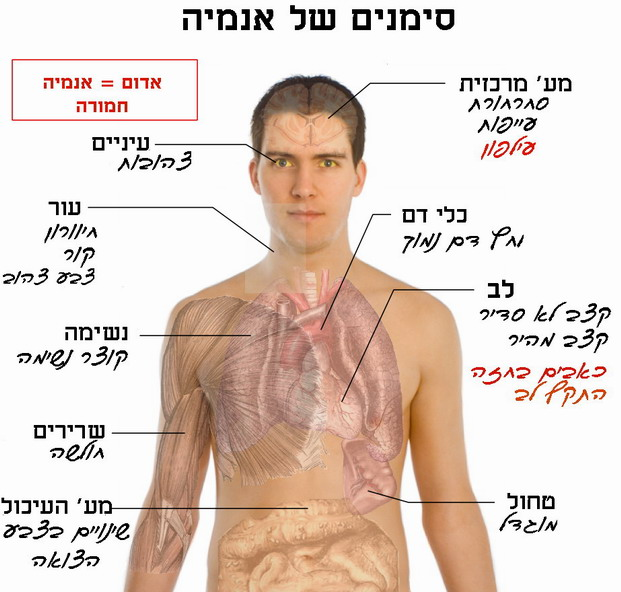 סימנים של אנמיה
אדום = אנמיה
חמורה
מע' מרכזית
סחרחורת
עייפות
עילפון
עיניים
צהובות
עור
חיוורון
קור
צבע צהוב
כלי דם
לחץ דם נמוך
לב
קצב לא סדיר
קצב מהיר
כאבים בחזה
התקף לב
נשימה
קוצר נשימה
שרירים
חולשה
מע' העיכול
שינויים בצבע
הצואה
טחול
מוגדל